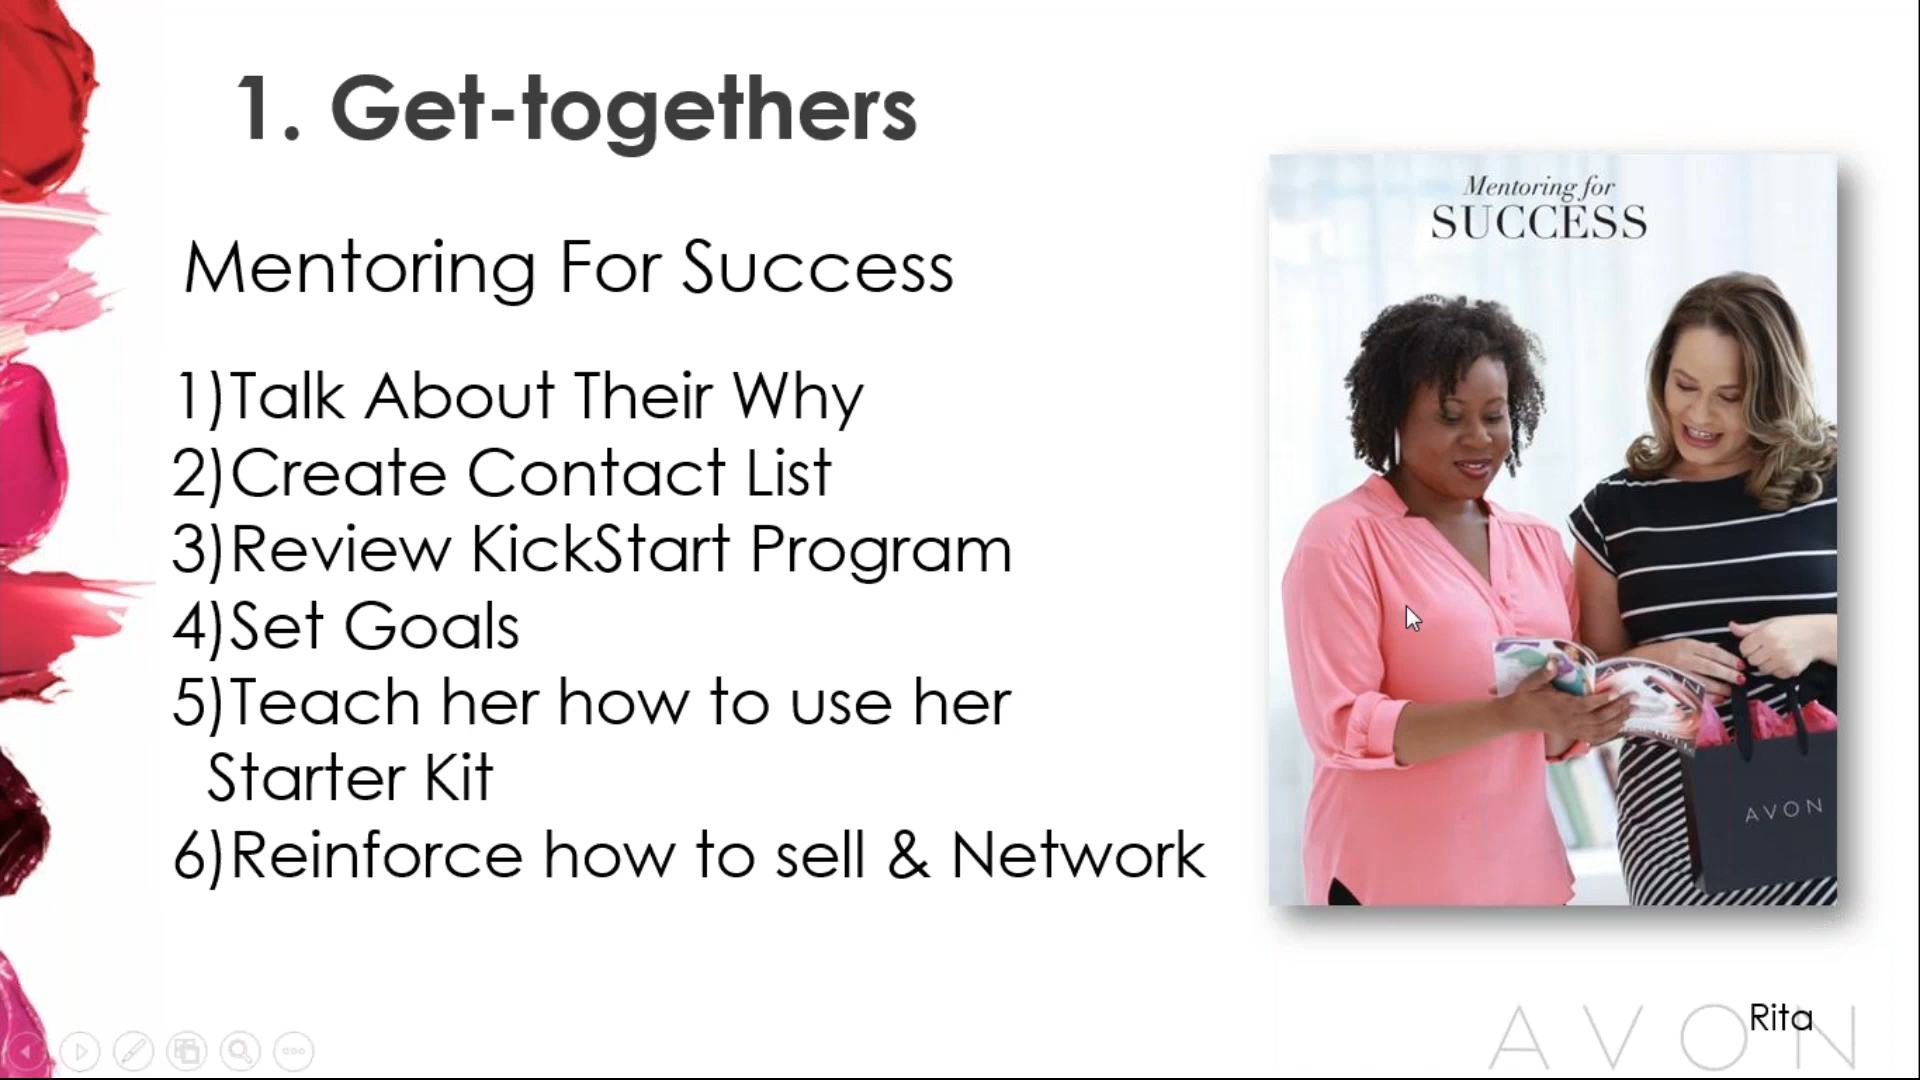 1. Get-togethers
Mentoring For Success
1)Talk About Their Why
2)Create Contact List
3)Review KickStart Program
4)Set Goals
5)Teach her how to use her
Starter Kit
6)Reinforce how to sell & Network
Mentoring for
SUCCESS
AVON
Rita
AVON